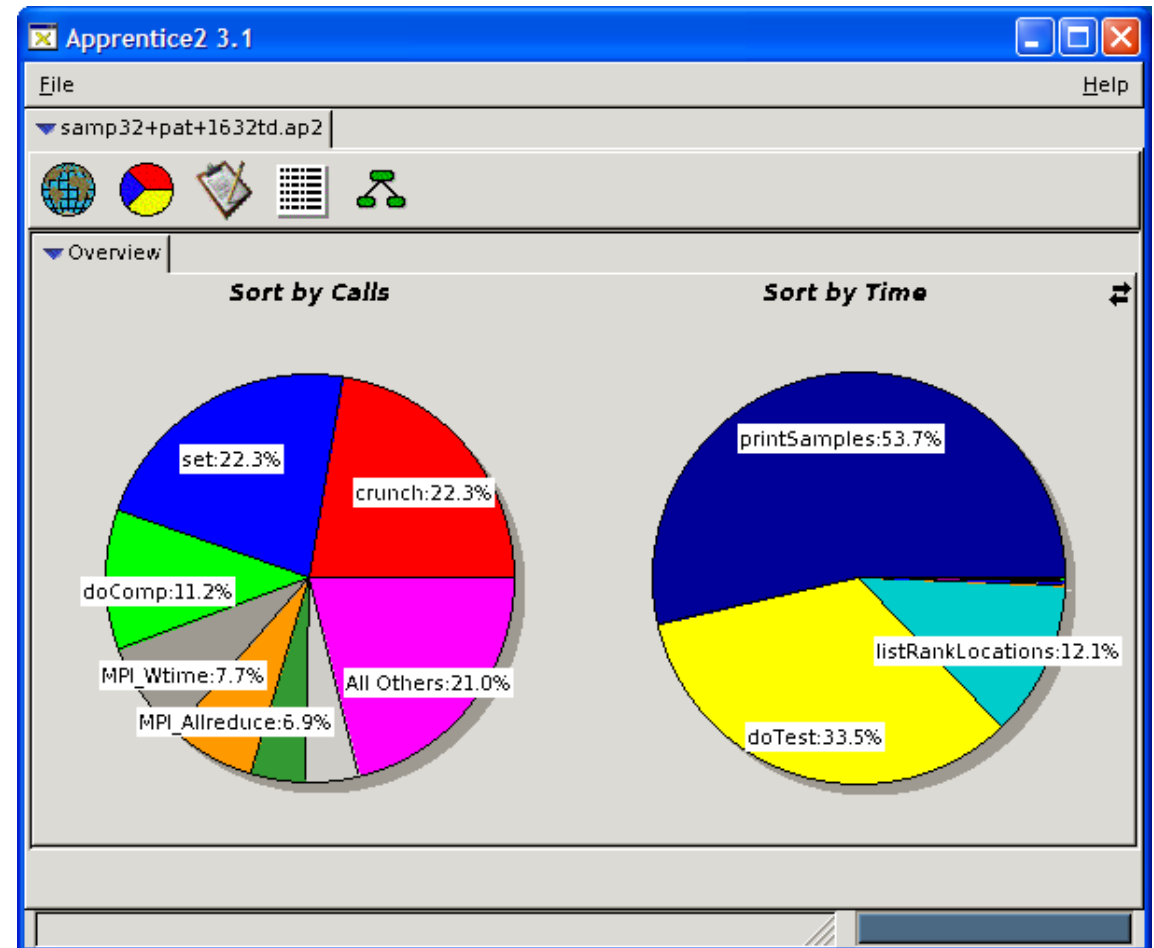 Apprentice2 3.1
File
Help
samp32+pat+1632td.ap2
Overview
Sort by Calls
set:22.3%
crunch:22.3%
doComp:11.2%
MPI_Wtime:7.7%
All Others:21.0%
MPI_Allreduce:6.9%
Sort by Time
printSamples:53.7%
listRankLocations:12.1%
doTest:33.5%